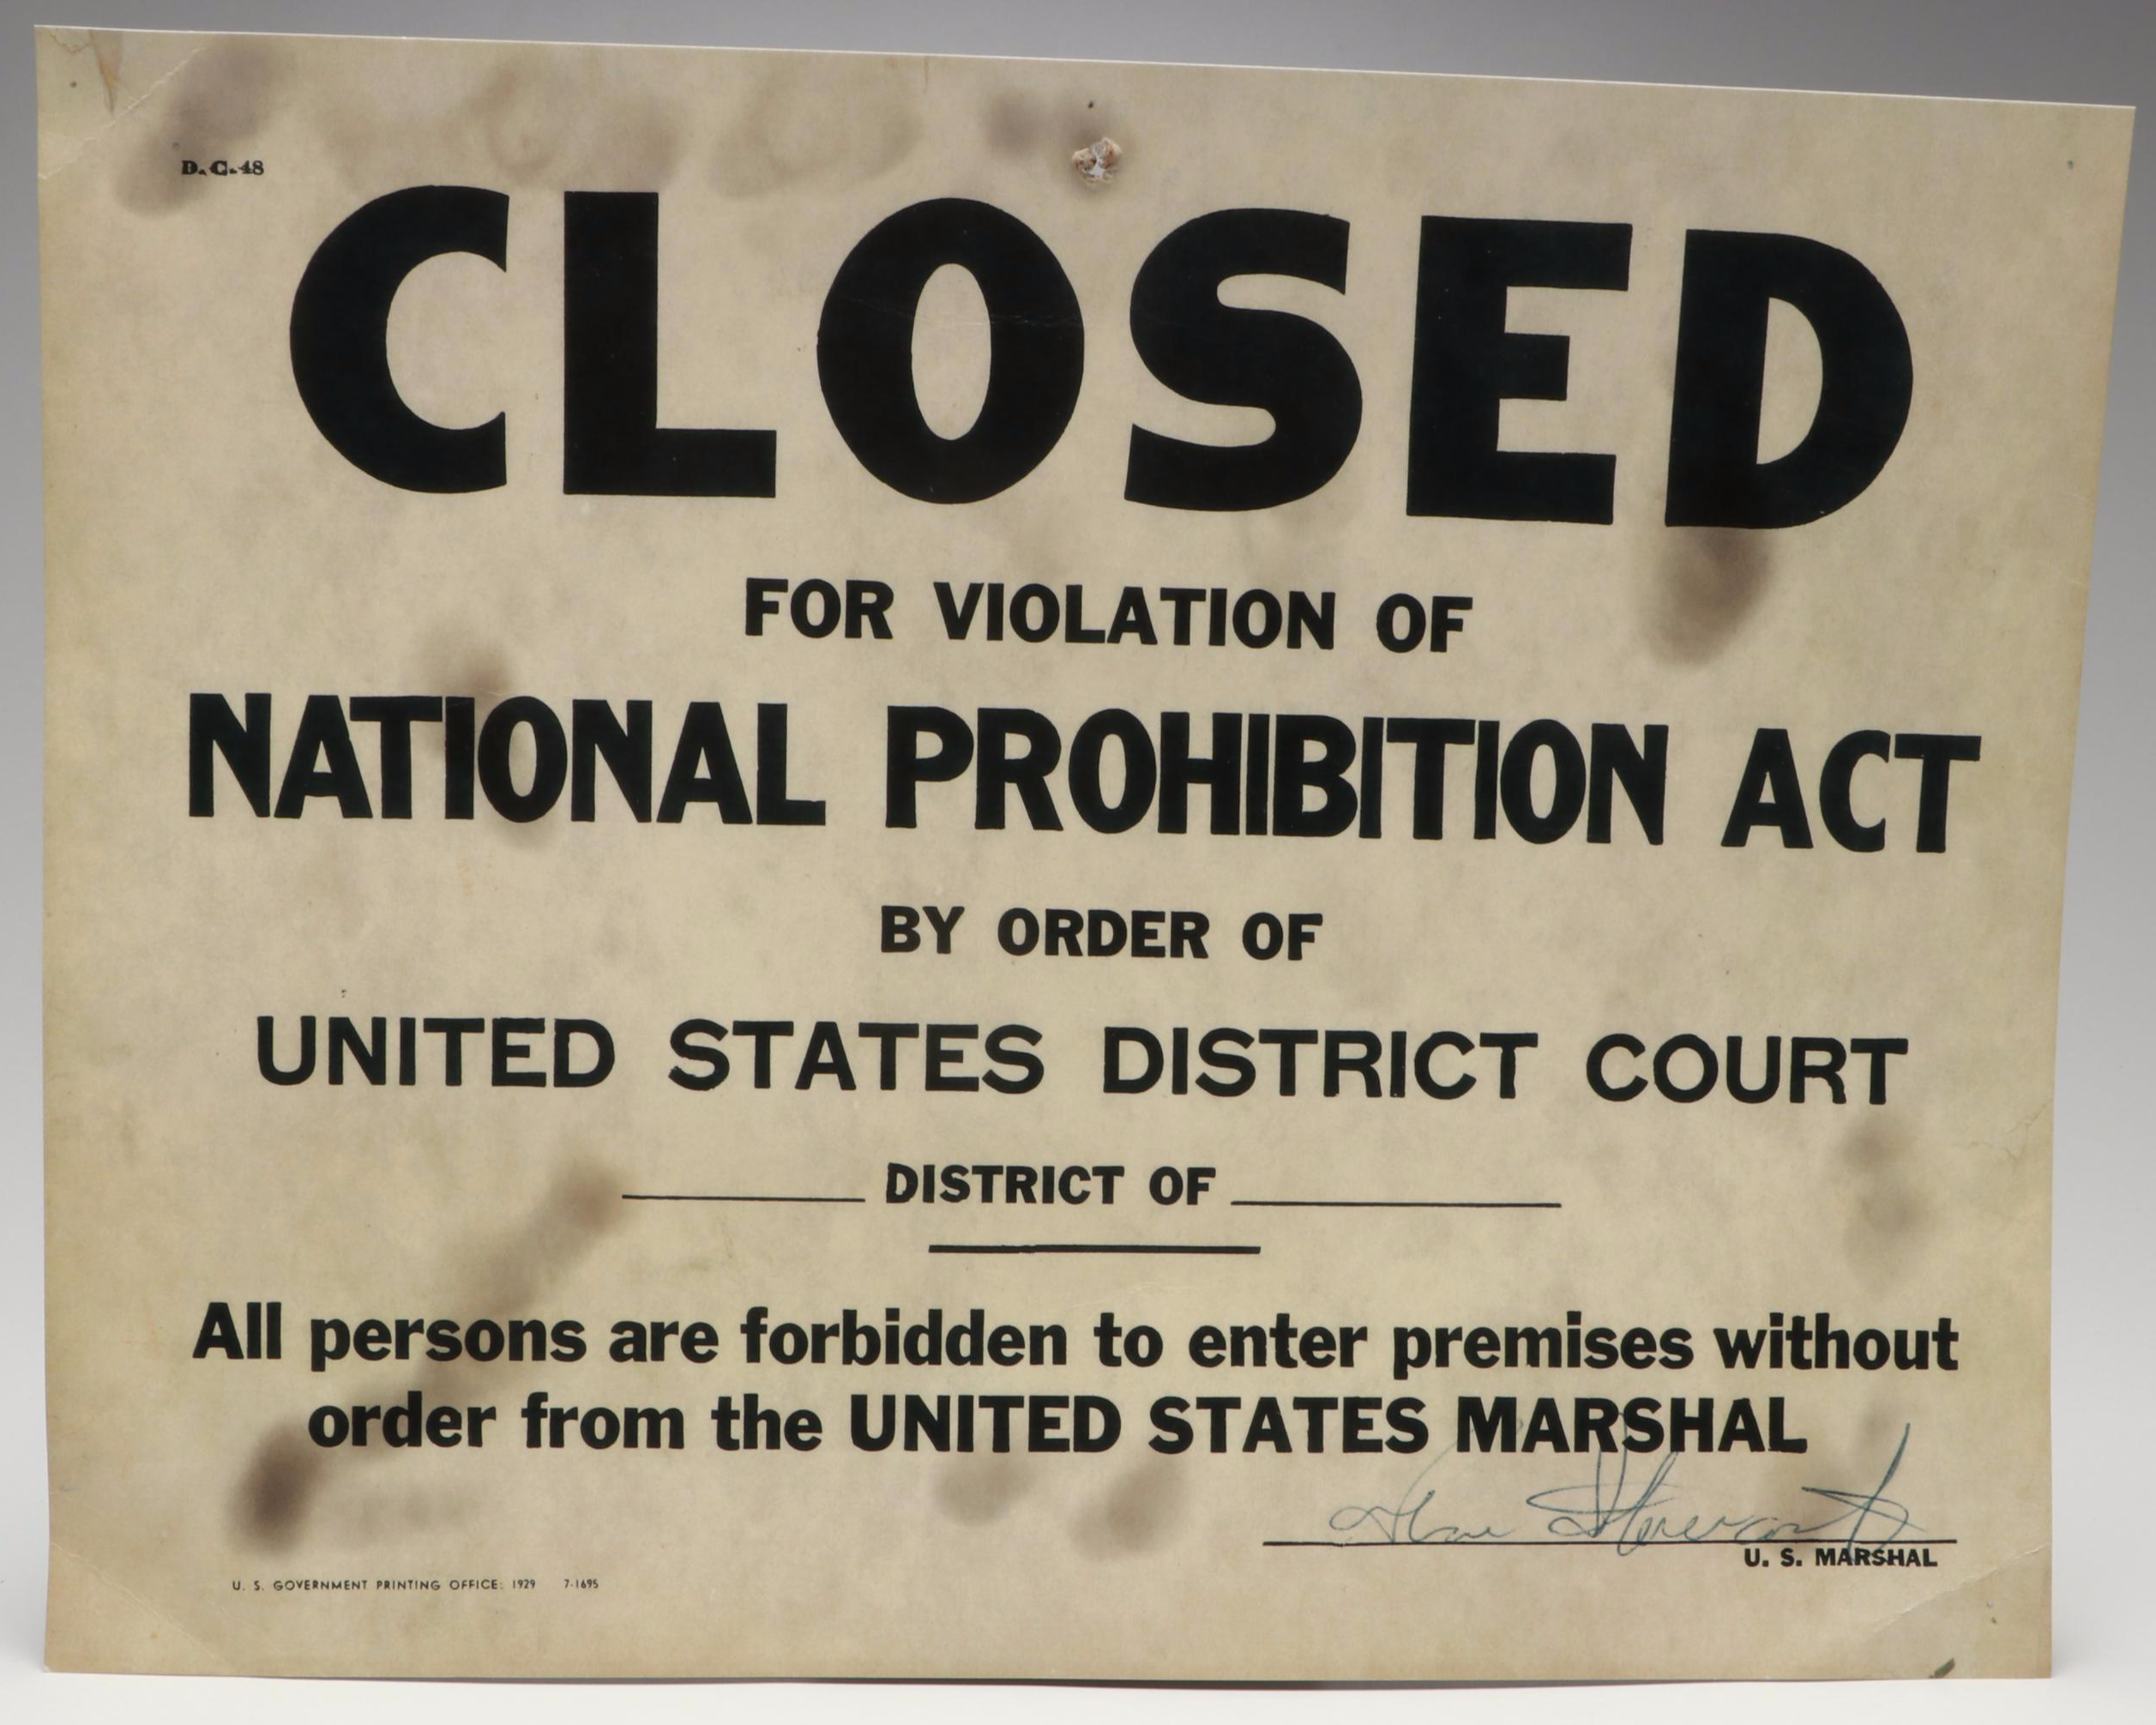 D. C. 48
CLOSED
FOR VIOLATION OF
NATIONAL PROHIBITION ACT
BY ORDER OF
UNITED STATES DISTRICT COURT
DISTRICT OF
All persons are forbidden to enter premises without
order from the UNITED STATES MARSHAL
U. S. MARSHAL
U. S. GOVERNMENT PRINTING OFFICE: 1929 7-1695